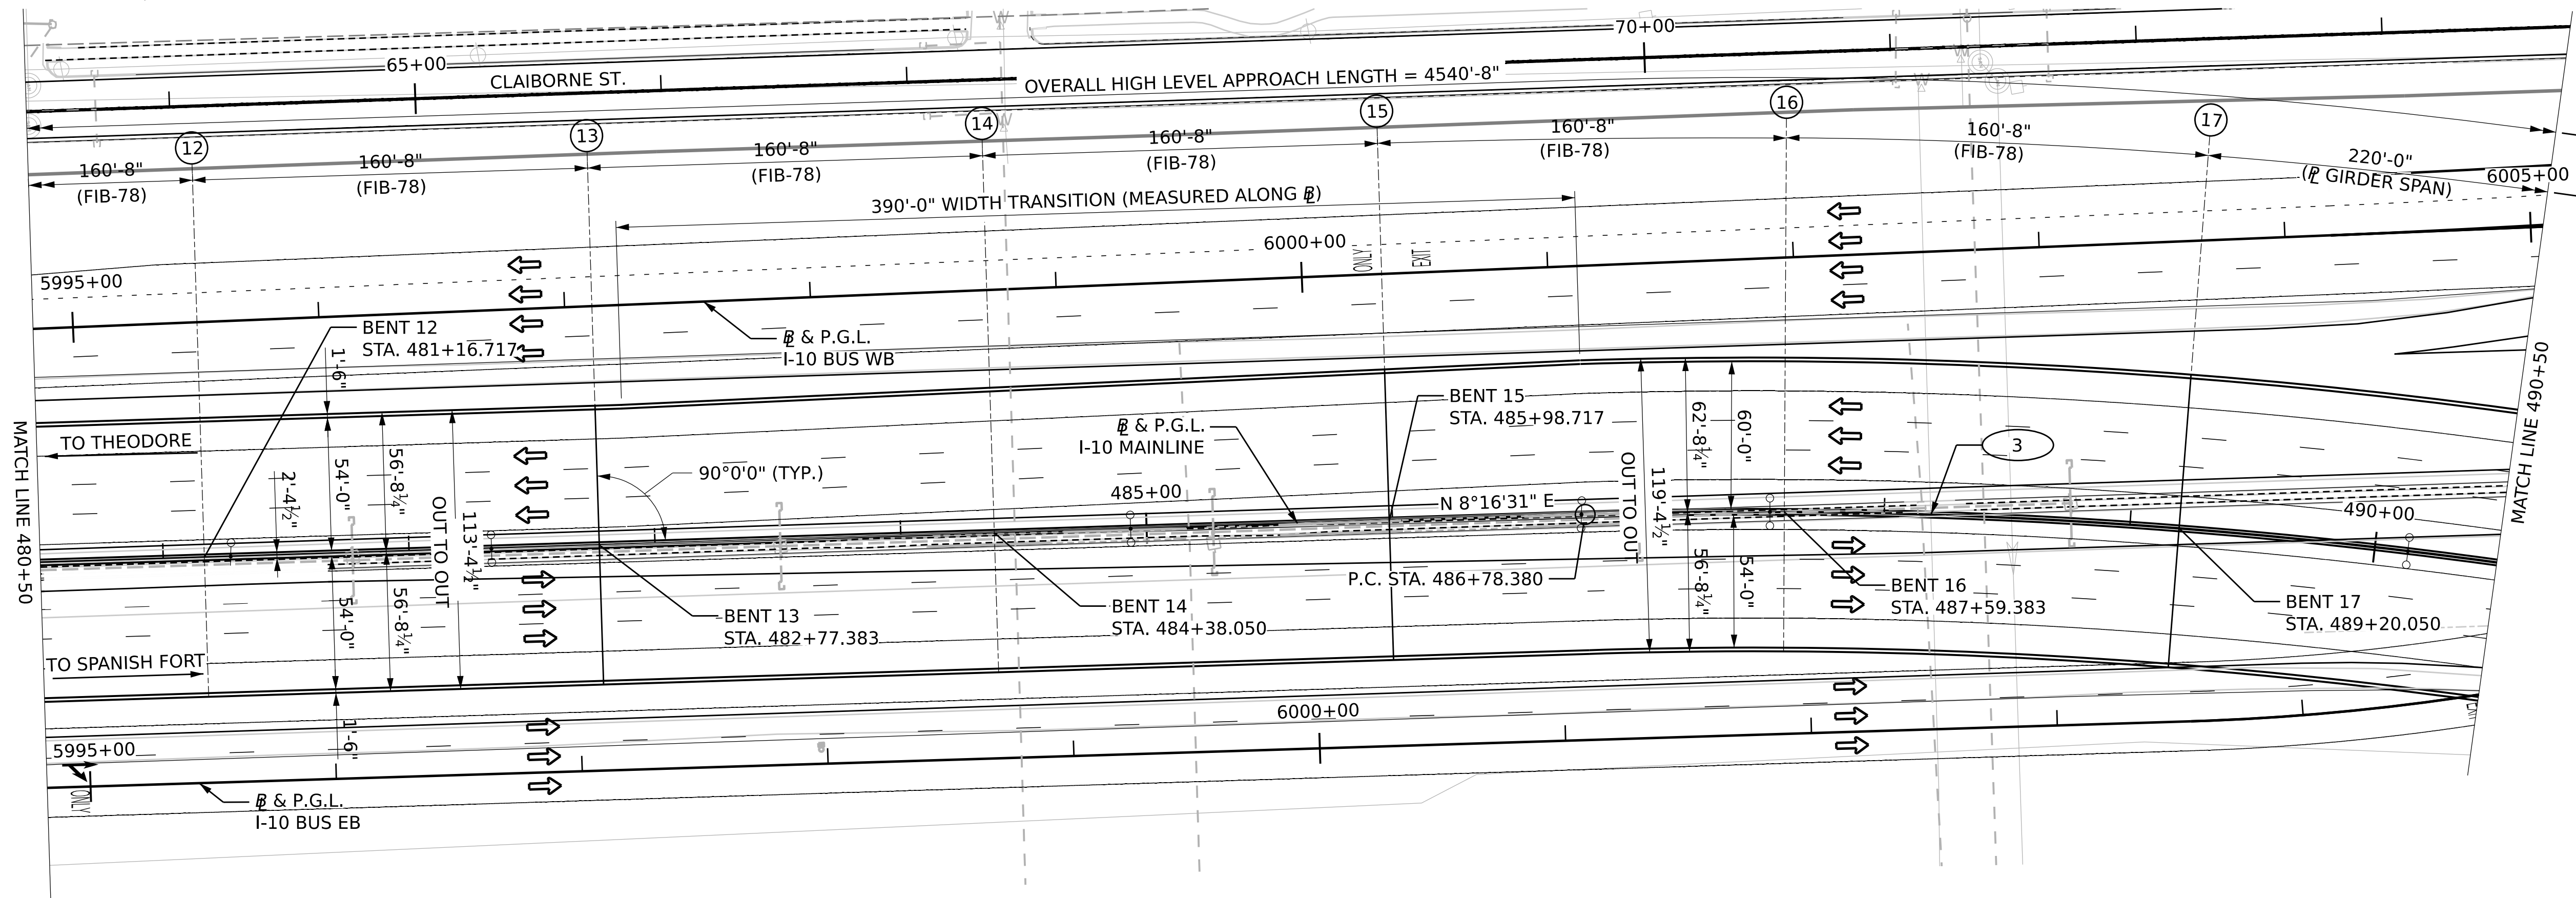 70+00
65+00
CLAIBORNE ST.
OVERALL HIGH LEVEL APPROACH LENGTH = 4540'-8"
12
13
14
15
16
17
160'-8"
(FIB-78)
160'-8"
(FIB-78)
160'-8"
(FIB-78)
160'-8"
(FIB-78)
160'-8"
(FIB-78)
160'-8"
(FIB-78)
220'-0"
(PL GIRDER SPAN)
6005+00
390'-0" WIDTH TRANSITION (MEASURED ALONG BL)
6000+00
ONLY
EXIT
5995+00
BENT 12
STA. 481+16.717
BL & P.G.L.
I-10 BUS WB
1'-6"
MATCH LINE 480+50
TO THEODORE
2'-4½"
54'-0"
56'-8¼"
OUT TO OUT
113'-4½"
90°0'0" (TYP.)
BL & P.G.L.
I-10 MAINLINE
485+00
BENT 15
STA. 485+98.717
N 8°16'31" E
OUT TO OUT
119'-4½"
62'-8¼"
60'-0"
3
490+00
MATCH LINE 490+50
54'-0"
56'-8¼"
P.C. STA. 486+78.380
56'-8¼"
54'-0"
BENT 13
STA. 482+77.383
BENT 14
STA. 484+38.050
BENT 16
STA. 487+59.383
BENT 17
STA. 489+20.050
TO SPANISH FORT
1'-6"
6000+00
5995+00
ONLY
BL & P.G.L.
I-10 BUS EB